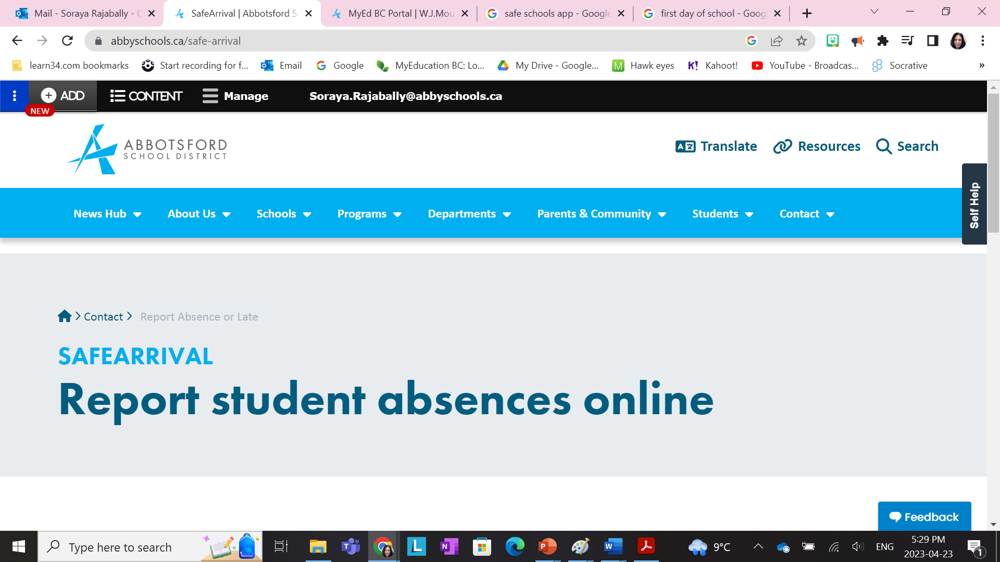 Mail - Soraya Rajabally - O
SafeArrival | Abbotsford S
MyEd BC Portal | W.J.Mou
safe schools app - Google
first day of school - Goog
abbyschools.ca/safe-arrival
learn34.com bookmarks
Start recording for f...
Email
Google
MyEducation BC: Lo...
My Drive - Google...
M Hawk eyes
K! Kahoot!
YouTube - Broadcas...
Socrative
»
ADD
CONTENT
Manage
Soraya.Rajabally@abbyschools.ca
NEW
ABBOTSFORD
SCHOOL DISTRICT
Translate
Resources
Search
Self Help
News Hub
About Us
Schools
Programs
Departments
Parents & Community
Students
Contact
Contact
Report Absence or Late
SAFEARRIVAL
Report student absences online
Feedback
Type here to search
9°C
ENG
5:29 PM
2023-04-23
1